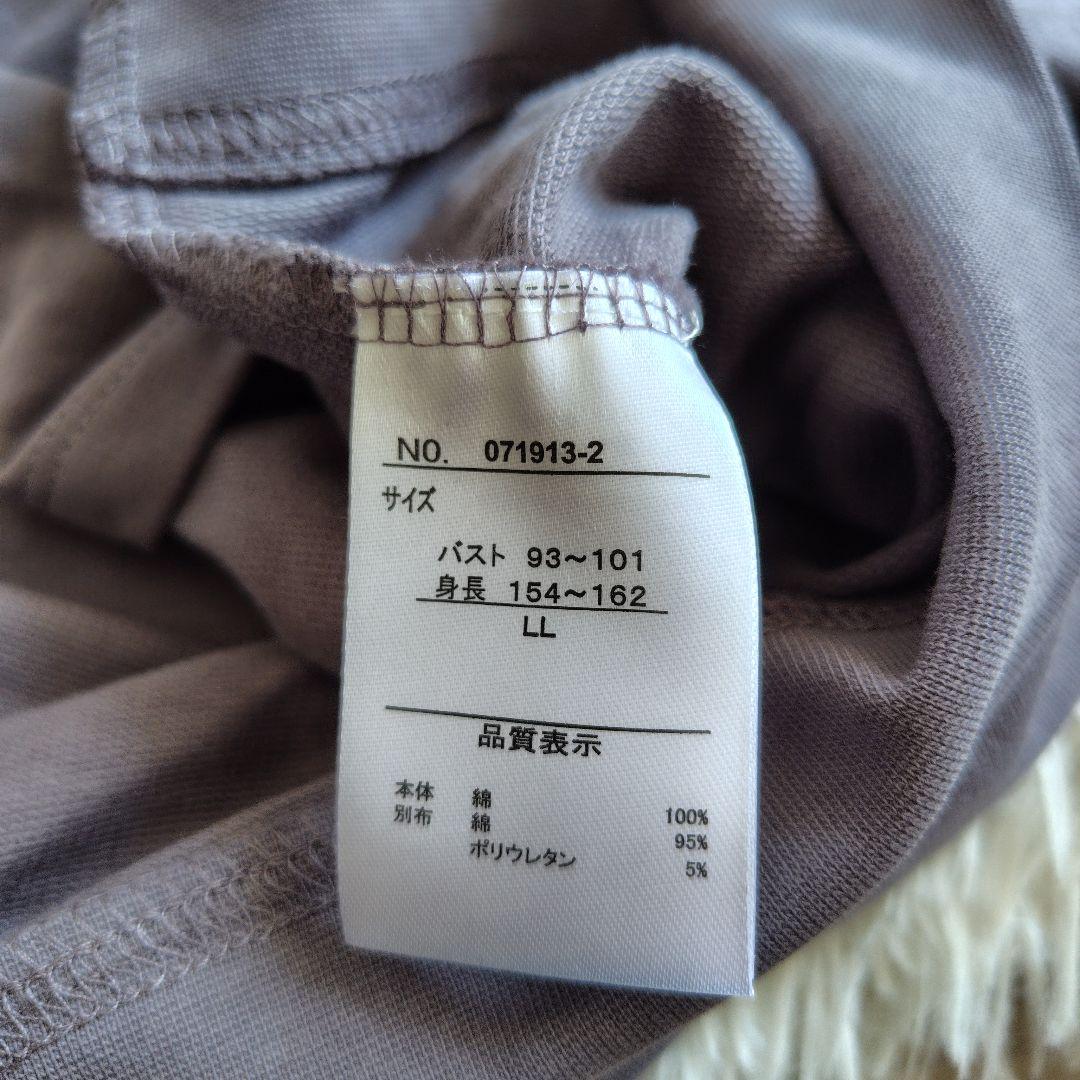 NO. 071913-2
サイズ
バスト 93～101
身長 154～162
LL
品質表示
本体 綿 100%
別布 綿 95%
ポリウレタン 5%